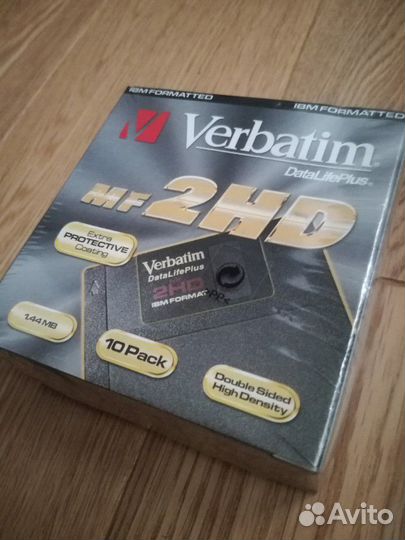 IBM FORMATTED
IBM FORMATTED
Verbatim
DataLifePlus
MF 2HD
Extra
PROTECTIVE
Coating
Verbatim
DataLifePlus
2HD
IBM FORMAT
1.44 MB
10 Pack
Double Sided
High Density
Avito